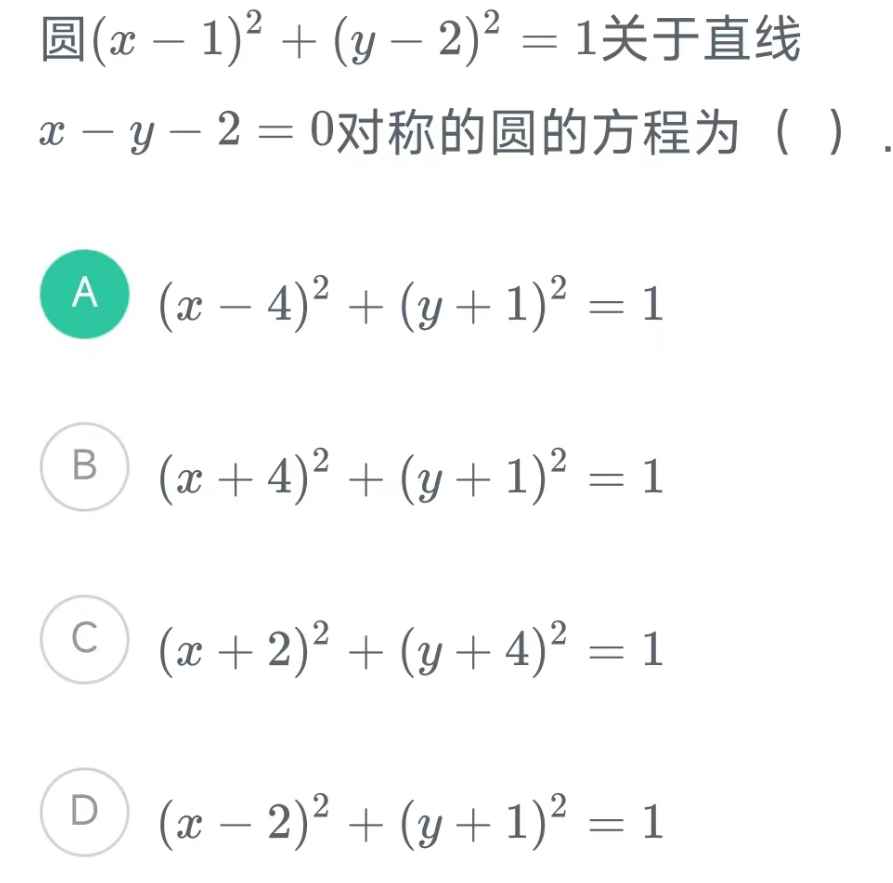 圆(x − 1)² + (y − 2)² = 1关于直线
x − y − 2 = 0对称的圆的方程为（ ）.
A (x − 4)² + (y + 1)² = 1
B (x + 4)² + (y + 1)² = 1
C (x + 2)² + (y + 4)² = 1
D (x − 2)² + (y + 1)² = 1